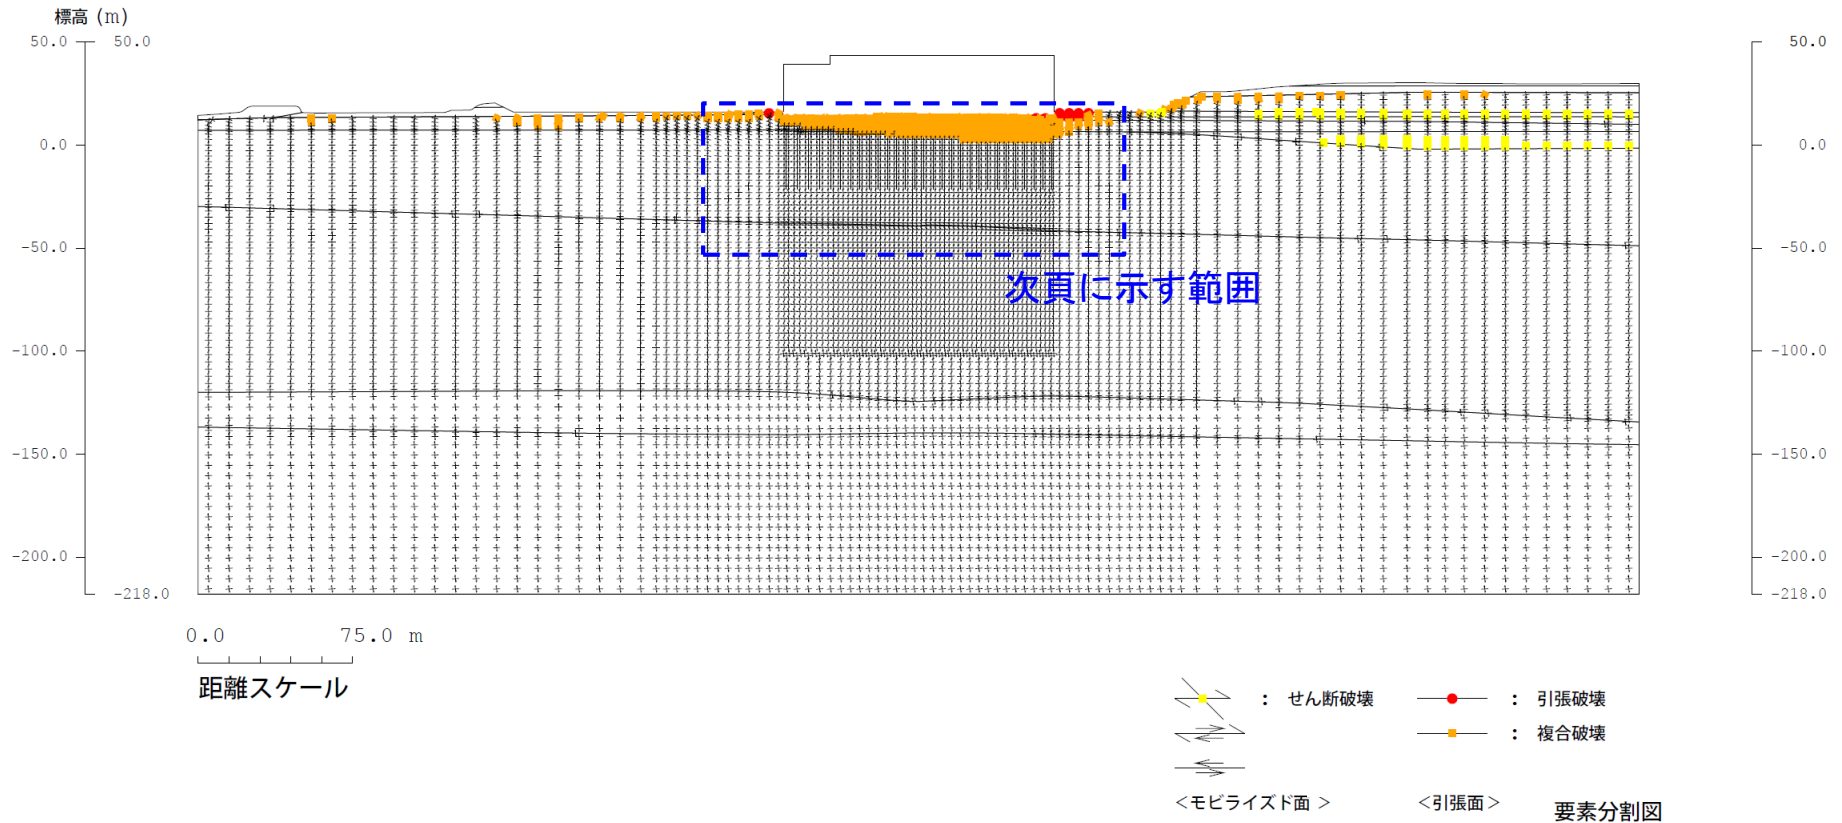 標高 (m)
50.0 50.0 50.0
0.0 0.0
-50.0 -50.0
次頁に示す範囲
-100.0 -100.0
-150.0 -150.0
-200.0 -200.0
-218.0 -218.0
0.0 75.0 m
距離スケール
： せん断破壊 ： 引張破壊
： 複合破壊
＜モビライズド面 ＞ ＜引張面＞ 要素分割図